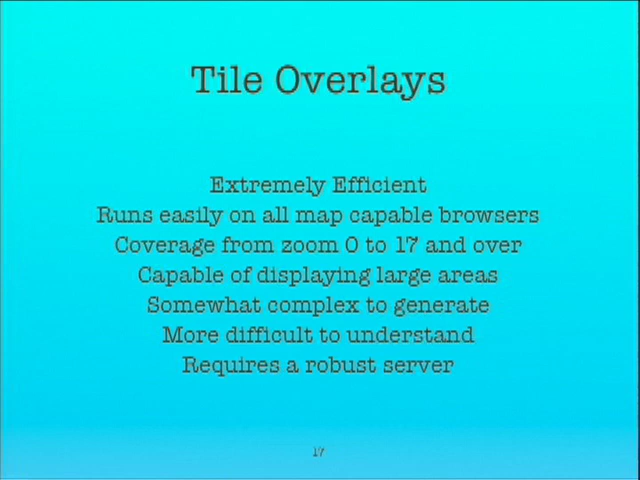 Tile Overlays
Extremely Efficient
Runs easily on all map capable browsers
Coverage from zoom 0 to 17 and over
Capable of displaying large areas
Somewhat complex to generate
More difficult to understand
Requires a robust server
17